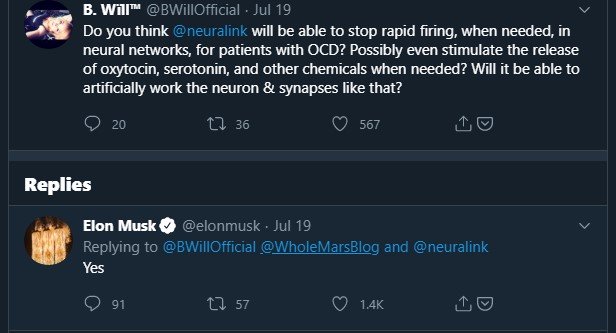 B. Will™ @BWillOfficial · Jul 19
Do you think @neuralink will be able to stop rapid firing, when needed, in
neural networks, for patients with OCD? Possibly even stimulate the release
of oxytocin, serotonin, and other chemicals when needed? Will it be able to
artificially work the neuron & synapses like that?
20 36 567
Replies
Elon Musk @elonmusk · Jul 19
Replying to @BWillOfficial @WholeMarsBlog and @neuralink
Yes
91 57 1.4K